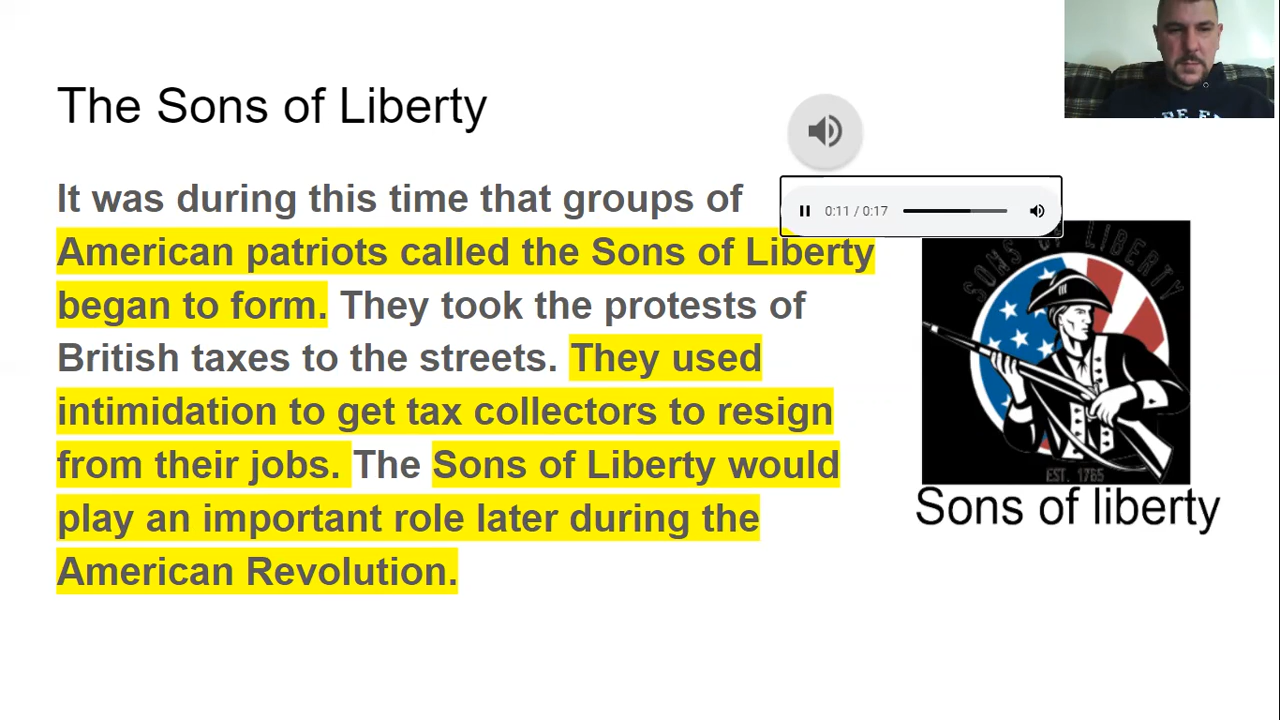 The Sons of Liberty
It was during this time that groups of
American patriots called the Sons of Liberty
began to form. They took the protests of
British taxes to the streets. They used
intimidation to get tax collectors to resign
from their jobs. The Sons of Liberty would
play an important role later during the
American Revolution.
0:11 / 0:17
SONS OF LIBERTY
EST. 1765
Sons of liberty